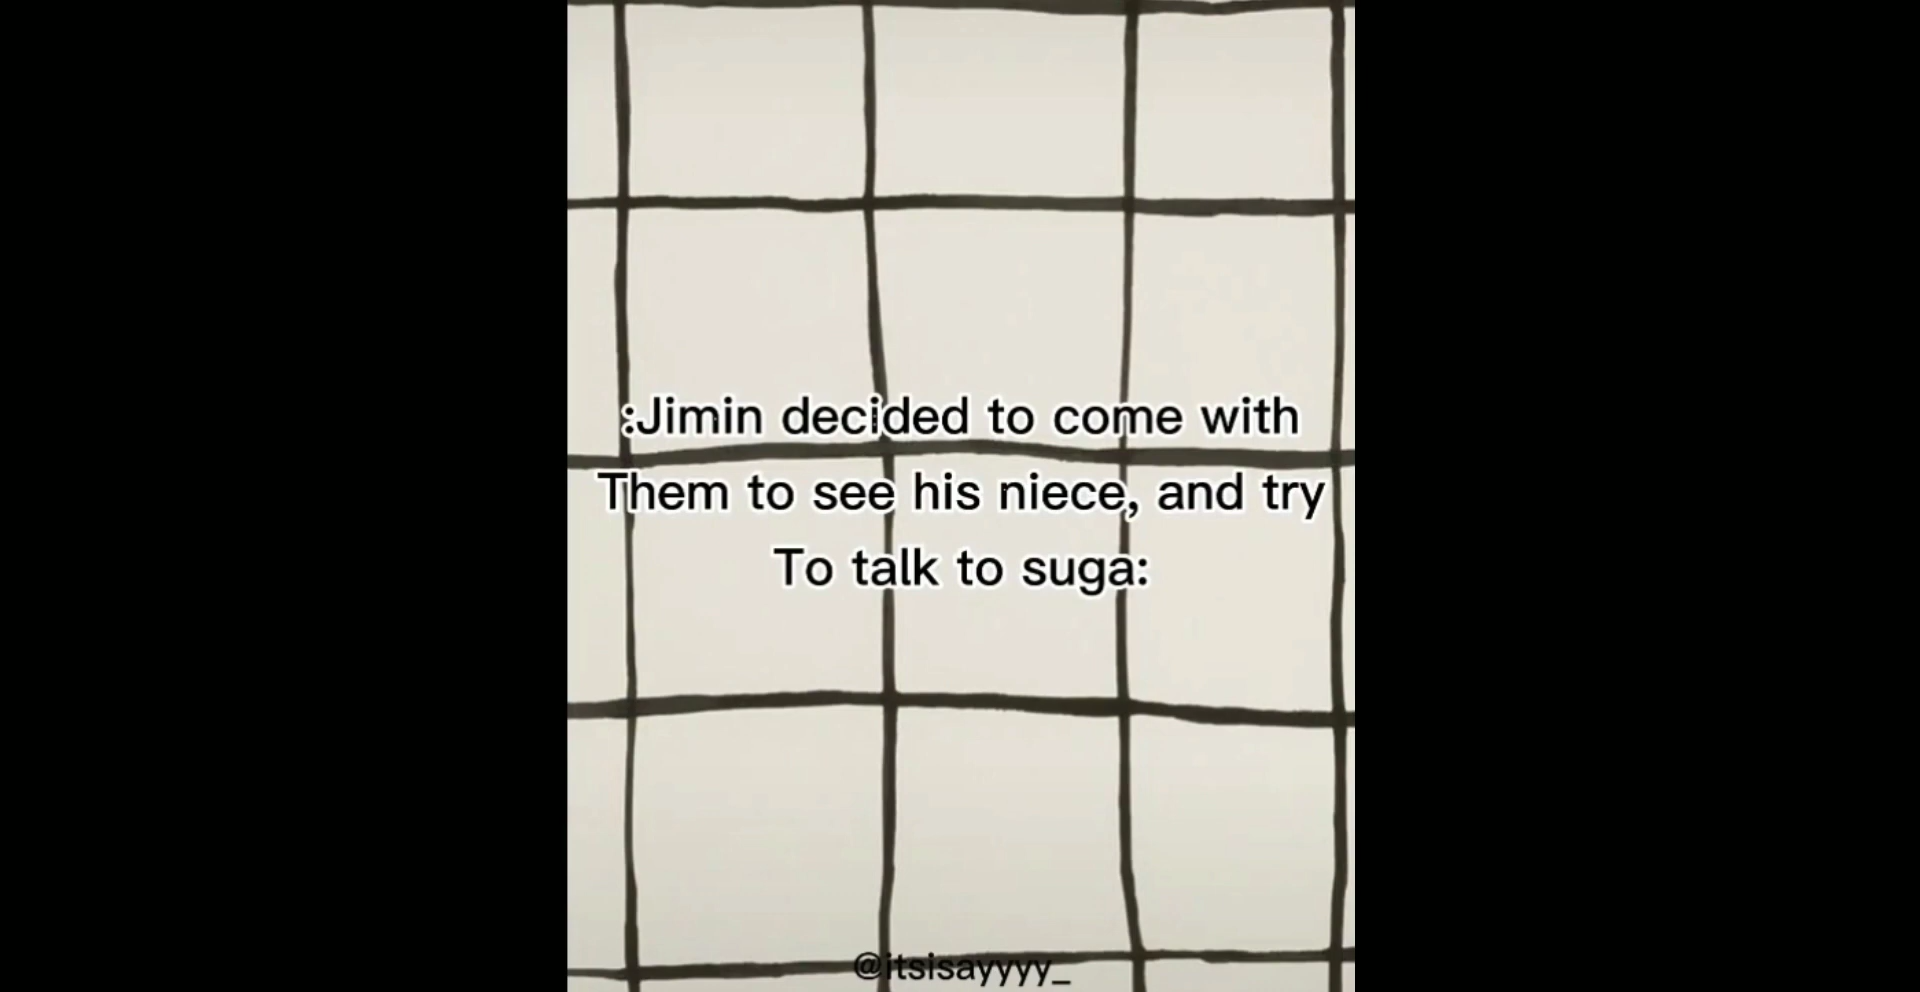 :Jimin decided to come with
Them to see his niece, and try
To talk to suga:
@itsisayyyy_